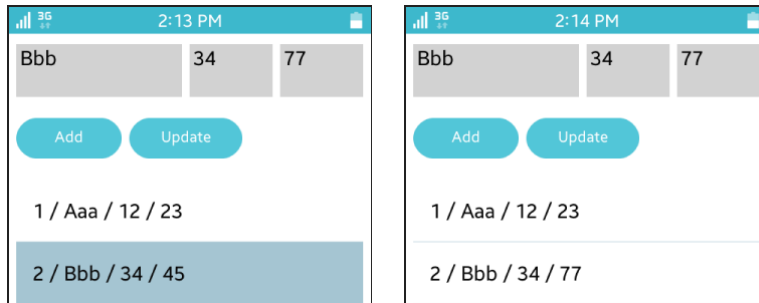 3G 2:13 PM
Bbb 34 77
Add Update
1 / Aaa / 12 / 23
2 / Bbb / 34 / 45
3G 2:14 PM
Bbb 34 77
Add Update
1 / Aaa / 12 / 23
2 / Bbb / 34 / 77